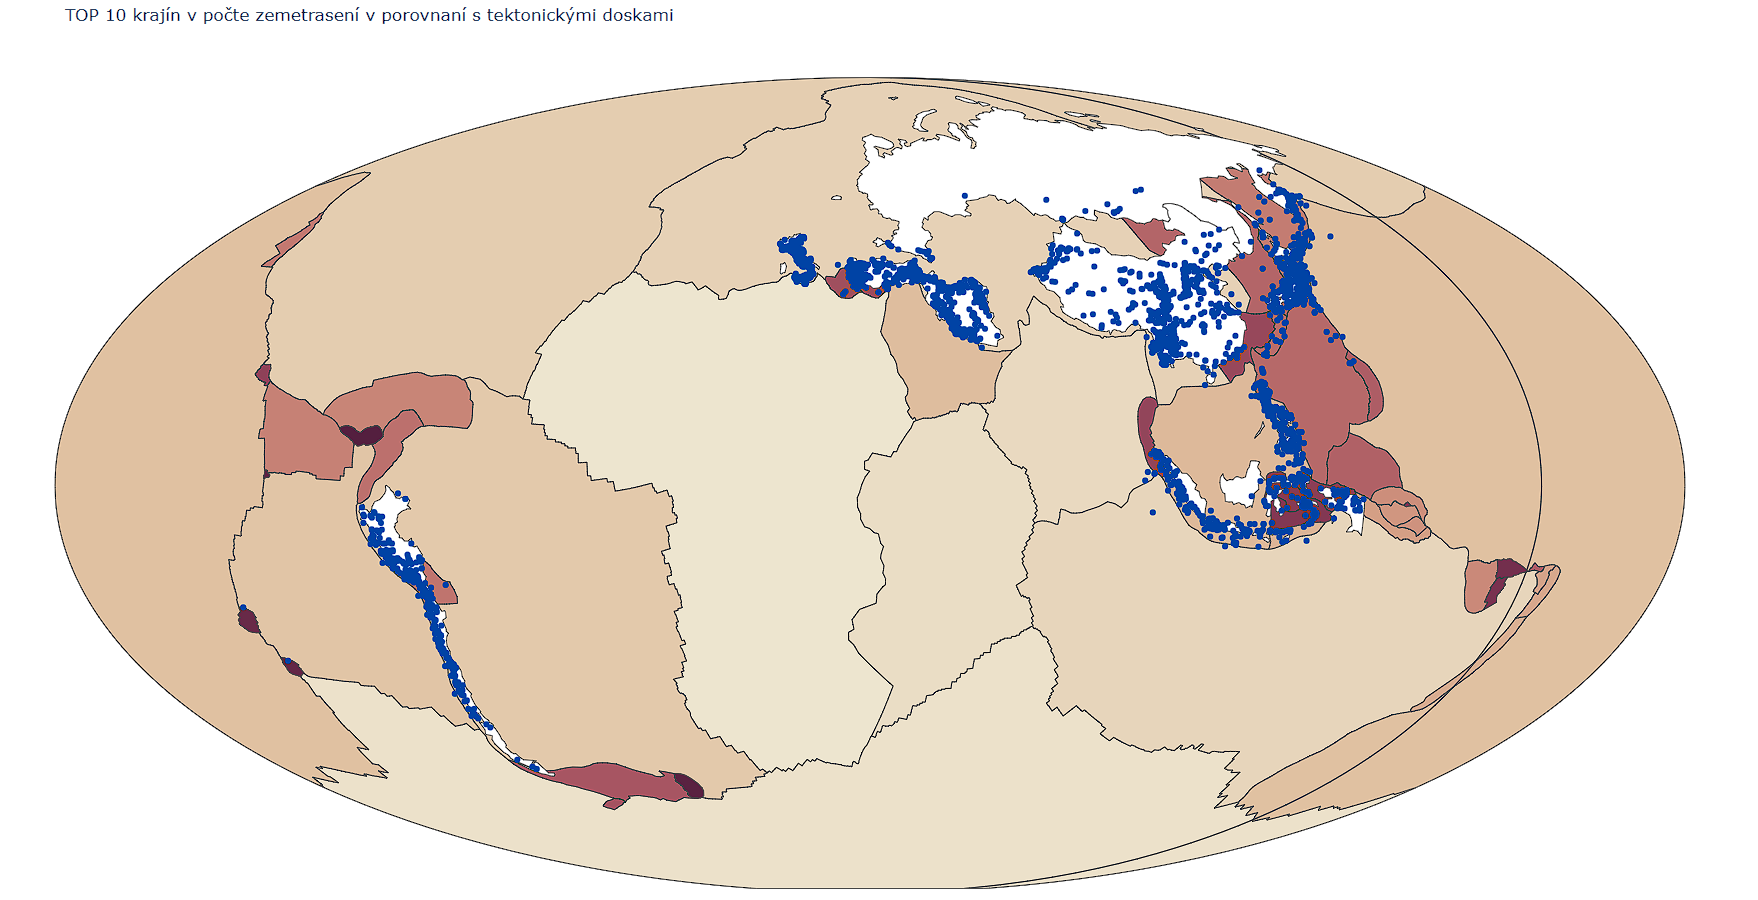 TOP 10 krajín v počte zemetrasení v porovnaní s tektonickými doskami